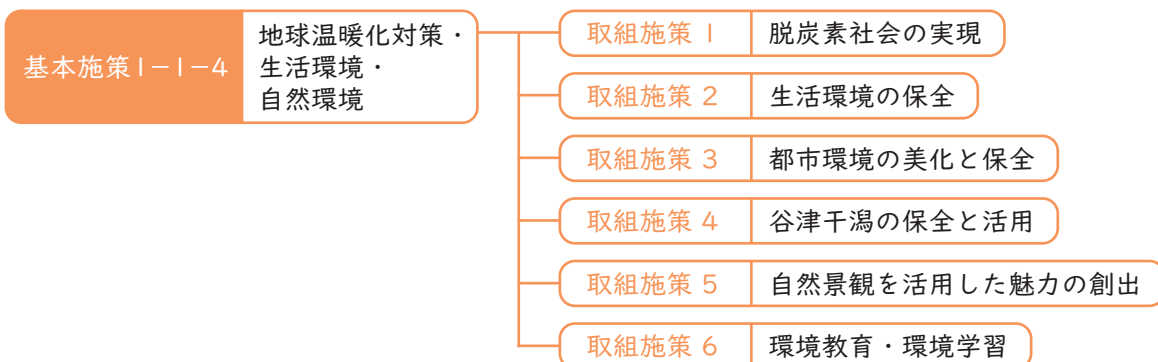 基本施策1－1－4
地球温暖化対策・
生活環境・
自然環境
取組施策 1 脱炭素社会の実現
取組施策 2 生活環境の保全
取組施策 3 都市環境の美化と保全
取組施策 4 谷津干潟の保全と活用
取組施策 5 自然景観を活用した魅力の創出
取組施策 6 環境教育・環境学習